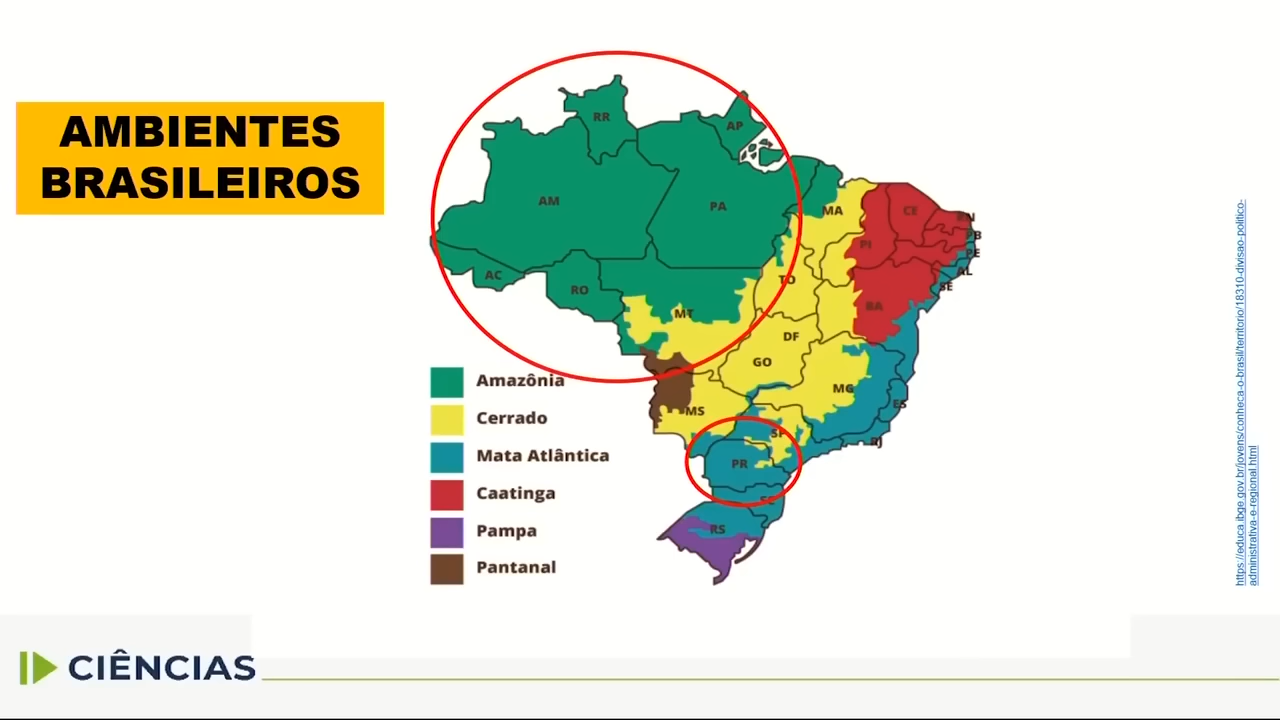 AMBIENTES
BRASILEIROS
RR
AP
AM
PA
MA
CE
RN
PB
PI
PE
AL
AC
TO
SE
RO
BA
MT
DF
GO
MG
ES
MS
SP
RJ
PR
SC
RS
Amazônia
Cerrado
Mata Atlântica
Caatinga
Pampa
Pantanal
https://educa.ibge.gov.br/jovens/conheca-o-brasil/territorio/18310-divisao-politico-
administrativa-e-regional.html
CIÊNCIAS